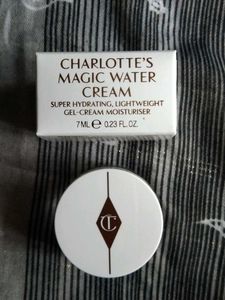 CHARLOTTE'S
MAGIC WATER
CREAM
SUPER HYDRATING, LIGHTWEIGHT
GEL-CREAM MOISTURISER
7 ML ℮ 0.23 FL. OZ.
CT